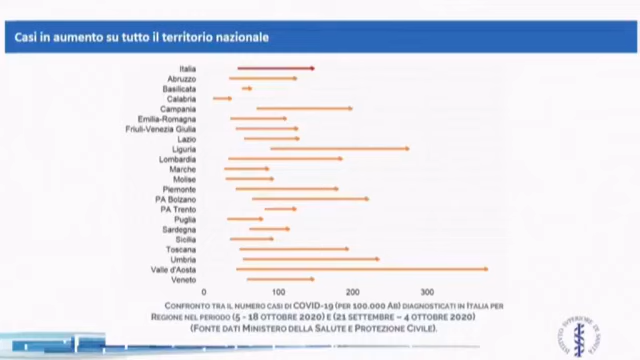 Casi in aumento su tutto il territorio nazionale
Italia
Abruzzo
Basilicata
Calabria
Campania
Emilia-Romagna
Friuli-Venezia Giulia
Lazio
Liguria
Lombardia
Marche
Molise
Piemonte
PA Bolzano
PA Trento
Puglia
Sardegna
Sicilia
Toscana
Umbria
Valle d'Aosta
Veneto
0 100 200 300
CONFRONTO TRA IL NUMERO CASI DI COVID-19 (PER 100.000 AB) DIAGNOSTICATI IN ITALIA PER
REGIONE NEL PERIODO (5 - 18 OTTOBRE 2020) E (21 SETTEMBRE – 4 OTTOBRE 2020)
(FONTE DATI MINISTERO DELLA SALUTE E PROTEZIONE CIVILE).